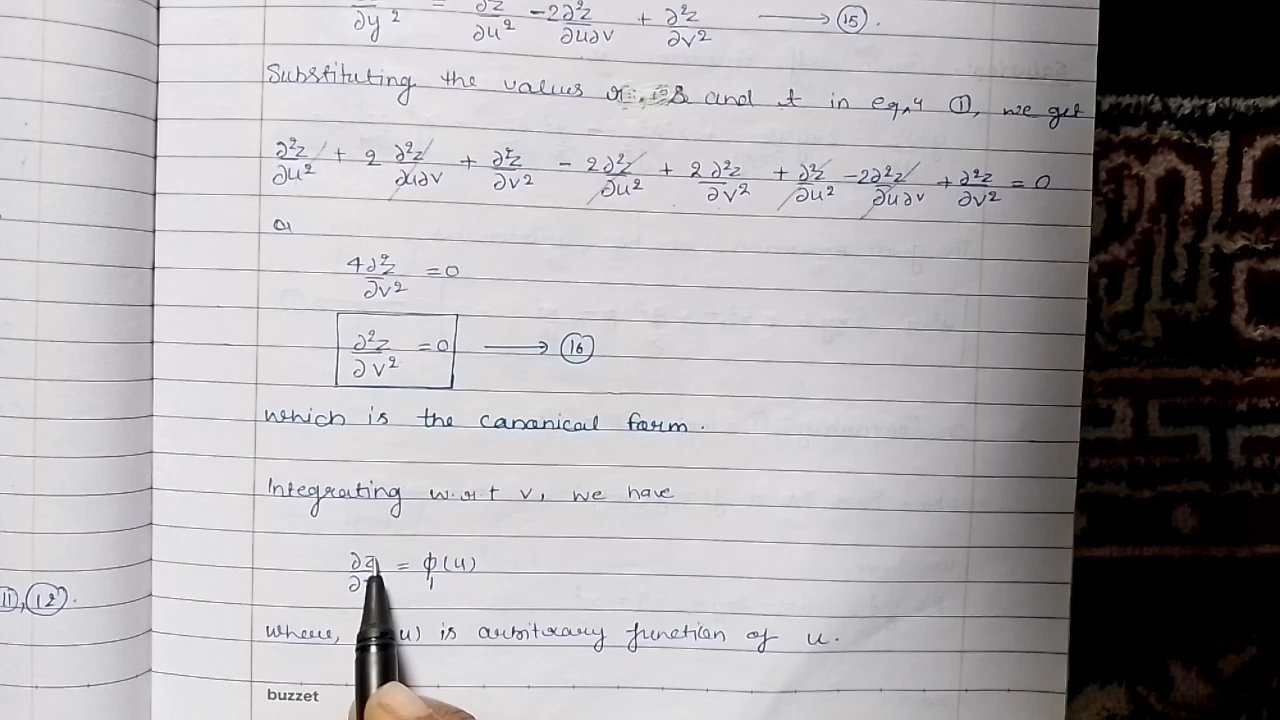 ∂y² = ∂²z/∂u² - 2∂²z/∂u∂v + ∂²z/∂v² ⟶ (15).
Substituting the values r, s and t in eqn (1), we get
∂²z/∂u² + 2 ∂²z/∂u∂v + ∂²z/∂v² - 2∂²z/∂u² + 2∂²z/∂v² + ∂²z/∂u² - 2∂²z/∂u∂v + ∂²z/∂v² = 0
or
4∂²z/∂v² = 0
∂²z/∂v² = 0 ⟶ (16)
which is the canonical form.
Integrating w.r.t v, we have
∂z/∂ = ϕ₁(u)
11), (12).
where, u) is arbitrary function of u.
buzzet